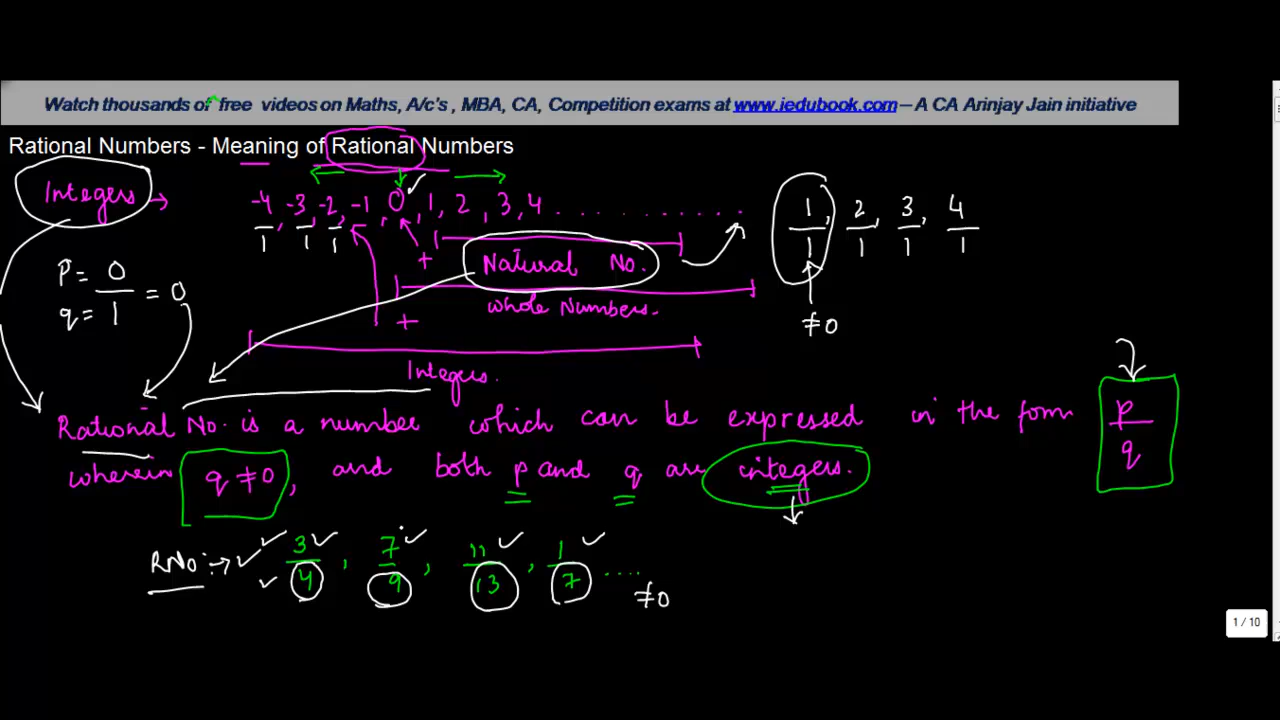 Watch thousands of free videos on Maths, A/c's , MBA, CA, Competition exams at www.iedubook.com – A CA Arinjay Jain initiative
Rational Numbers - Meaning of Rational Numbers
Integers → -4, -3, -2, -1, 0, 1, 2, 3, 4 ..............
1 1 1
1/1, 2/1, 3/1, 4/1
≠0
+ Natural No.
P = 0
q = 1
= 0
+ whole Numbers.
Integers.
Rational No. is a number which can be expressed in the form p/q
wherein q ≠ 0, and both p and q are integers.
RNo :→ 3/4, 7/9, 11/13, 1/7 ....
≠0
1 / 10